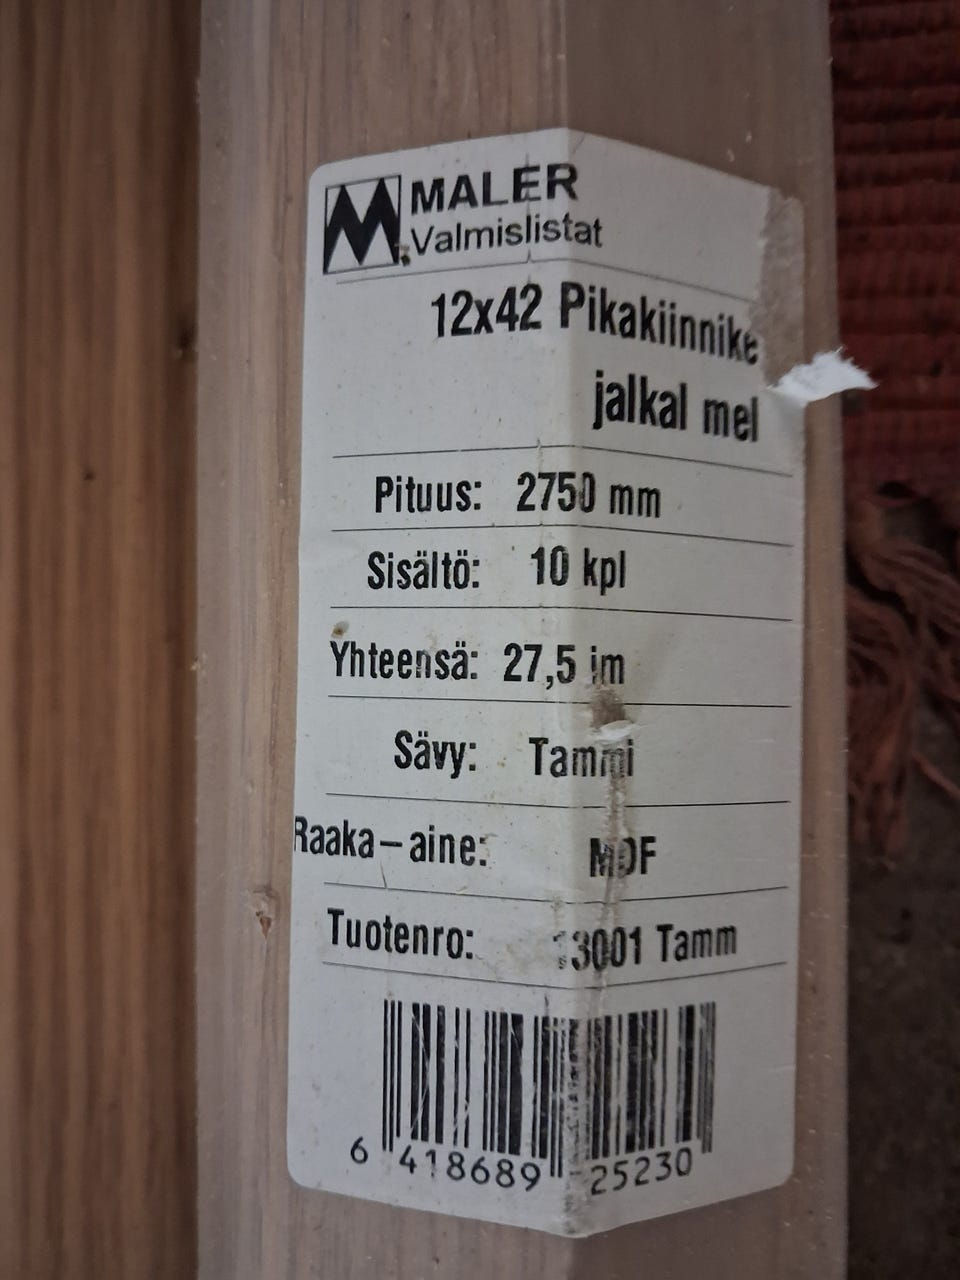 MALER
Valmislistat
12x42 Pikakiinnike
jalkal mel
Pituus: 2750 mm
Sisältö: 10 kpl
Yhteensä: 27,5 jm
Sävy: Tammi
Raaka-aine: MDF
Tuotenro: 13001 Tamm
6 418689 25230